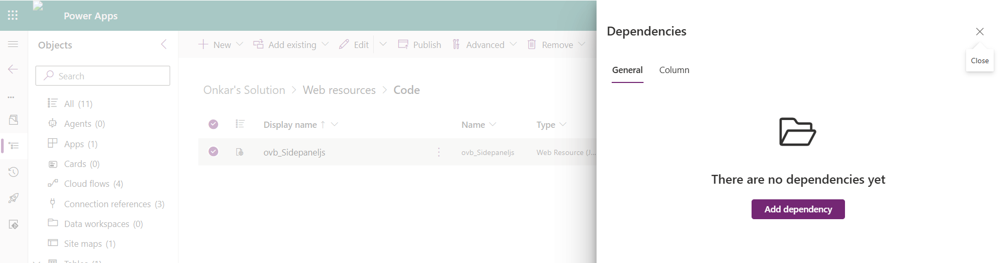 Power Apps
Objects
Search
All (11)
Agents (0)
Apps (1)
Cards (0)
Cloud flows (4)
Connection references (3)
Data workspaces (0)
Site maps (1)
Tables (1)
New
Add existing
Edit
Publish
Advanced
Remove
Onkar's Solution > Web resources > Code
Display name ↑ Name Type
ovb_Sidepaneljs ovb_Sidepaneljs Web Resource (J...
Dependencies
Close
General Column
There are no dependencies yet
Add dependency